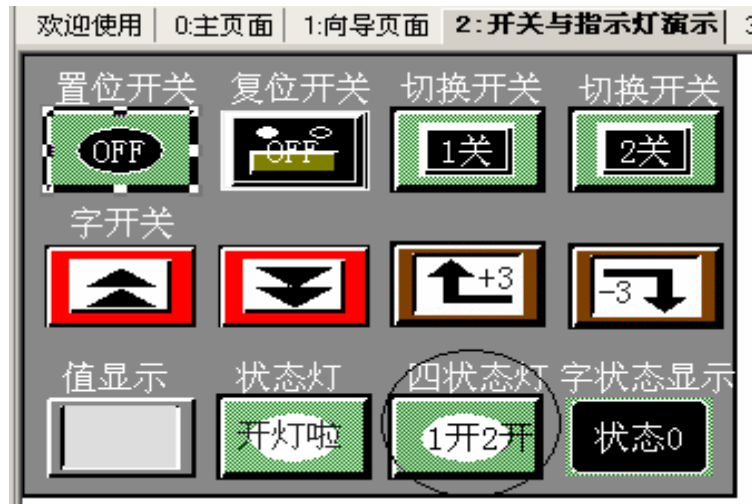 欢迎使用 0:主页面 1:向导页面 2:开关与指示灯演示 3
置位开关 复位开关 切换开关 切换开关
OFF OFF 1关 2关
字开关
+3 -3
值显示 状态灯 四状态灯 字状态显示
开灯啦 1开2开 状态0